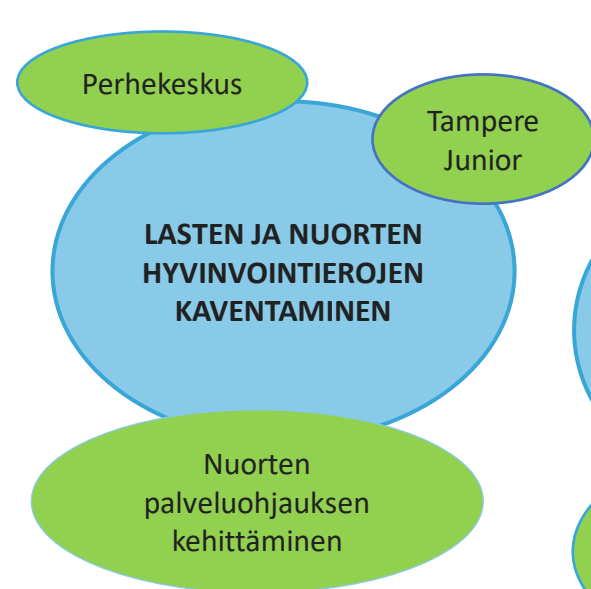 Perhekeskus
Tampere
Junior
LASTEN JA NUORTEN
HYVINVOINTIEROJEN
KAVENTAMINEN
Nuorten
palveluohjauksen
kehittäminen